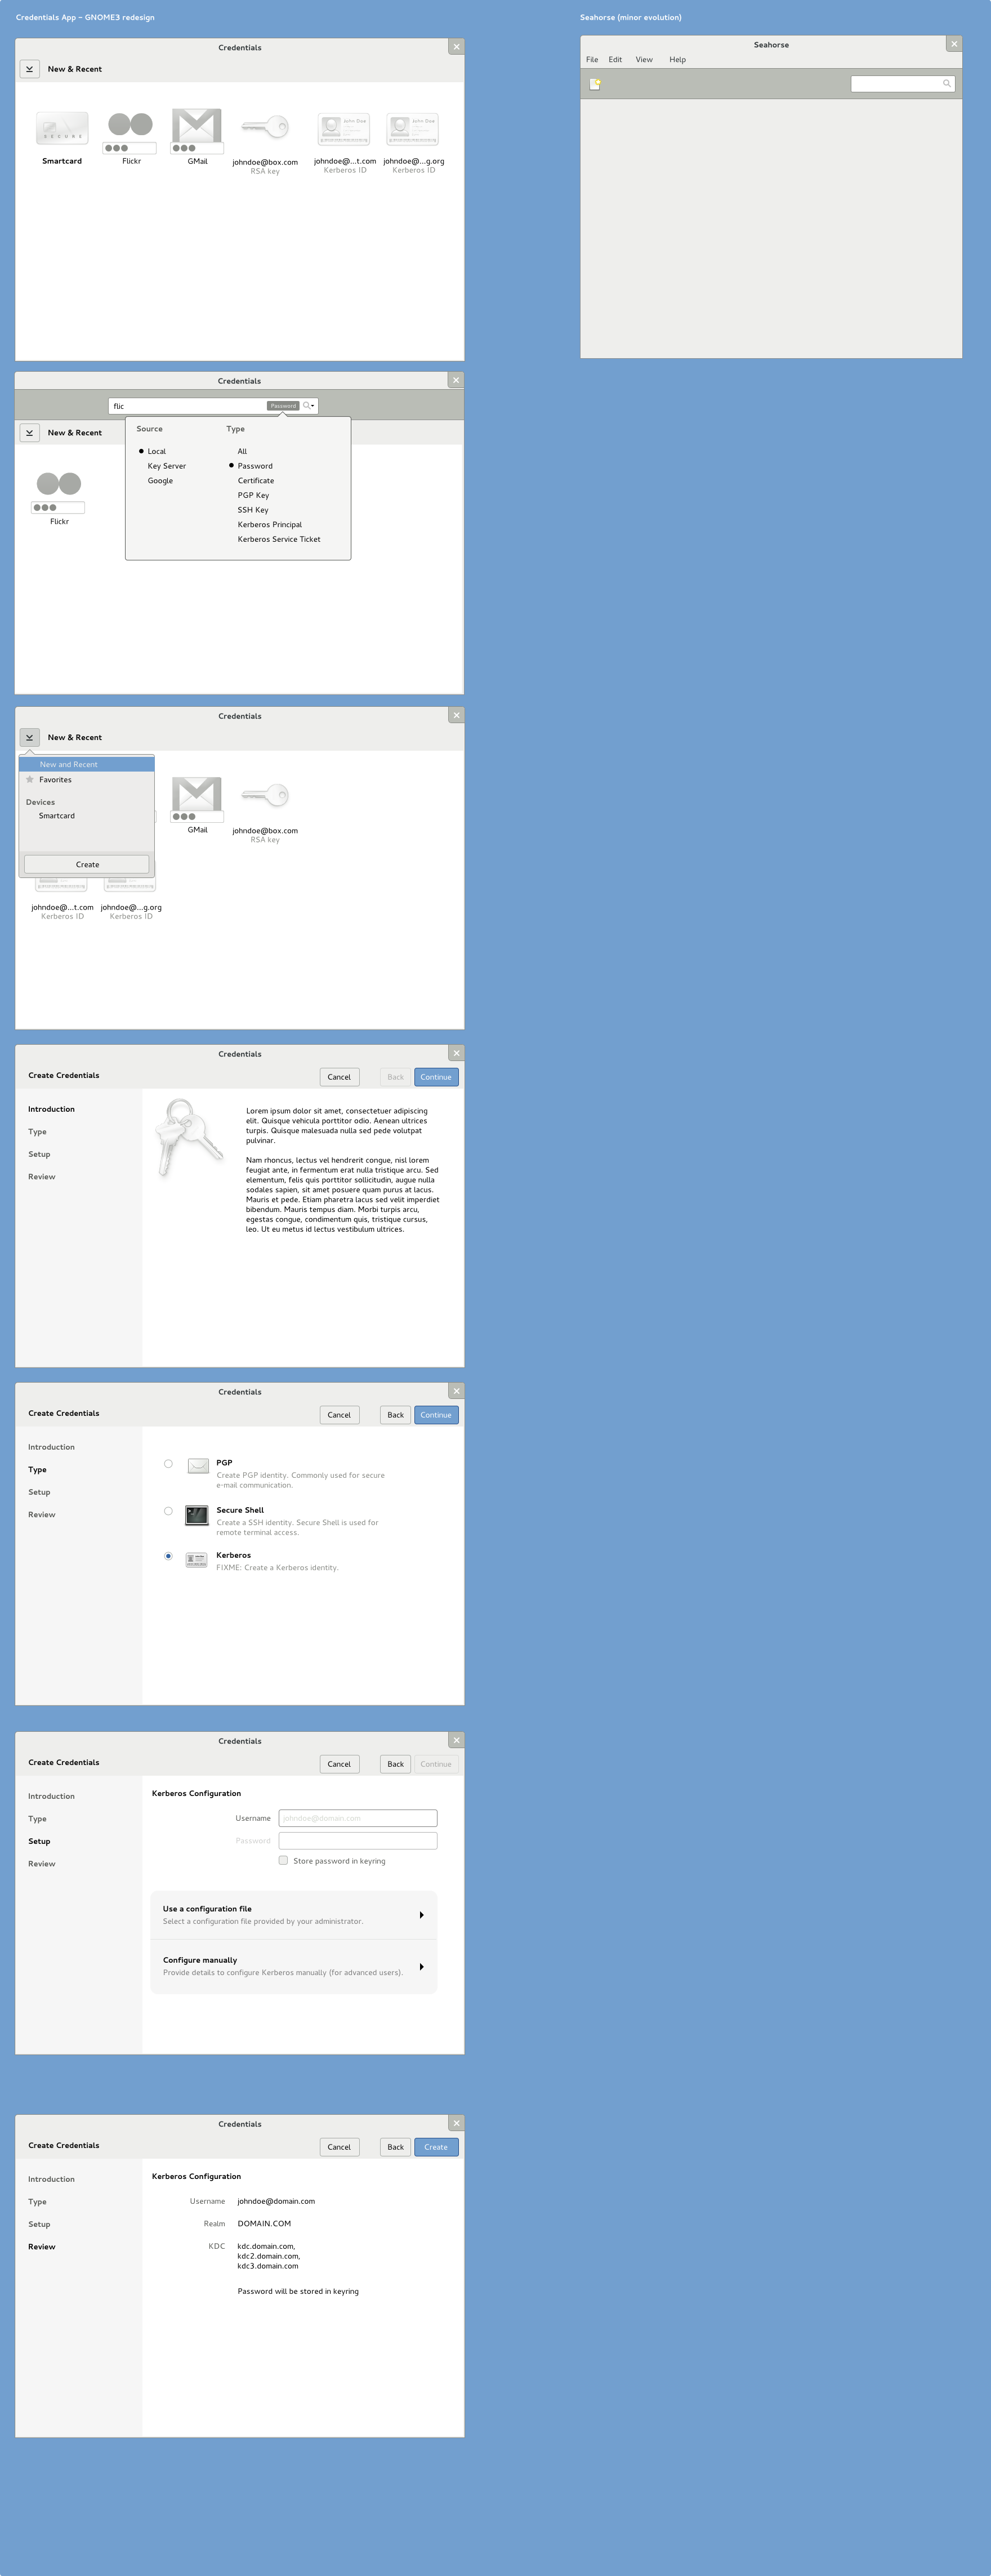 Credentials App – GNOME3 redesign
Seahorse (minor evolution)
Credentials
New & Recent
SECURE
John Doe
John Doe
Smartcard
Flickr
GMail
johndoe@box.com
RSA key
johndoe@...t.com
Kerberos ID
johndoe@...g.org
Kerberos ID
Seahorse
File Edit View Help
Credentials
flic
Password
New & Recent
Source
Local
Key Server
Google
Type
All
Password
Certificate
PGP Key
SSH Key
Kerberos Principal
Kerberos Service Ticket
Flickr
Credentials
New & Recent
New and Recent
Favorites
Devices
Smartcard
Create
GMail
johndoe@box.com
RSA key
johndoe@...t.com
Kerberos ID
johndoe@...g.org
Kerberos ID
Credentials
Create Credentials
Cancel
Back
Continue
Introduction
Type
Setup
Review
Lorem ipsum dolor sit amet, consectetuer adipiscing
elit. Quisque vehicula porttitor odio. Aenean ultrices
turpis. Quisque malesuada nulla sed pede volutpat
pulvinar.
Nam rhoncus, lectus vel hendrerit congue, nisl lorem
feugiat ante, in fermentum erat nulla tristique arcu. Sed
elementum, felis quis porttitor sollicitudin, augue nulla
sodales sapien, sit amet posuere quam purus at lacus.
Mauris et pede. Etiam pharetra lacus sed velit imperdiet
bibendum. Mauris tempus diam. Morbi turpis arcu,
egestas congue, condimentum quis, tristique cursus,
leo. Ut eu metus id lectus vestibulum ultrices.
Credentials
Create Credentials
Cancel
Back
Continue
Introduction
Type
Setup
Review
PGP
Create PGP identity. Commonly used for secure
e-mail communication.
Secure Shell
Create a SSH identity. Secure Shell is used for
remote terminal access.
Kerberos
FIXME: Create a Kerberos identity.
Credentials
Create Credentials
Cancel
Back
Continue
Introduction
Type
Setup
Review
Kerberos Configuration
Username
johndoe@domain.com
Password
Store password in keyring
Use a configuration file
Select a configuration file provided by your administrator.
Configure manually
Provide details to configure Kerberos manually (for advanced users).
Credentials
Create Credentials
Cancel
Back
Create
Introduction
Type
Setup
Review
Kerberos Configuration
Username johndoe@domain.com
Realm DOMAIN.COM
KDC kdc.domain.com,
kdc2.domain.com,
kdc3.domain.com
Password will be stored in keyring